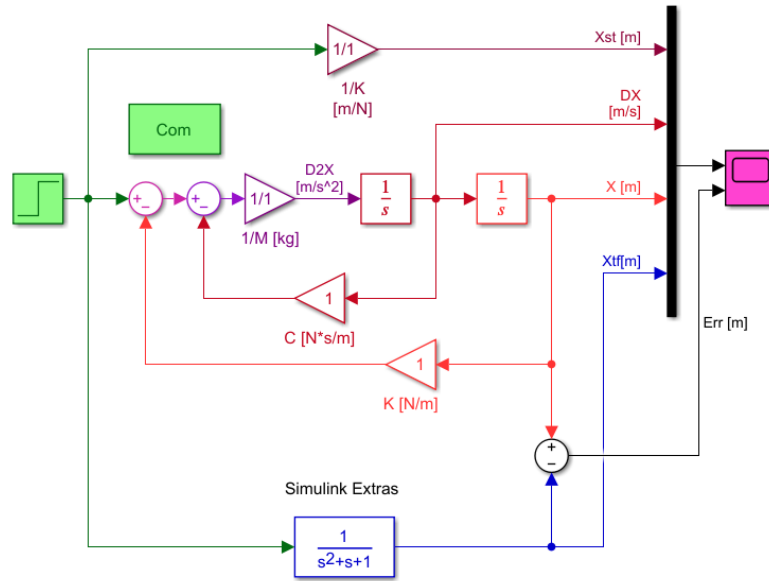 Xst [m]
1/1
1/K
[m/N]
DX
[m/s]
Com
D2X
[m/s^2]
X [m]
+
−
+
−
1/1
1
s
1
s
1/M [kg]
Xtf[m]
1
C [N*s/m]
Err [m]
1
K [N/m]
+
−
Simulink Extras
1
s²+s+1